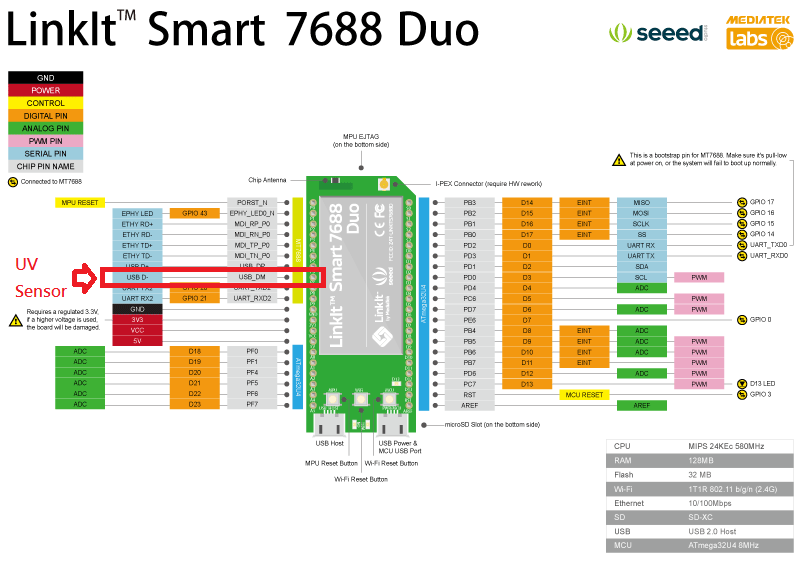 LinkIt™ Smart 7688 Duo
seeed
studio
MEDIATEK
labs
GND
POWER
CONTROL
DIGITAL PIN
ANALOG PIN
PWM PIN
SERIAL PIN
CHIP PIN NAME
Connected to MT7688
MPU EJTAG
(on the bottom side)
Chip Antenna
I-PEX Connector (require HW rework)
This is a bootstrap pin for MT7688. Make sure it's pull-low
at power on, or the system will fail to boot up normally.
MPU RESET PORST_N
EPHY LED GPIO 43 EPHY_LED0_N
ETHY RD+ MDI_RP_P0
ETHY RD- MDI_RN_P0
ETHY TD+ MDI_TP_P0
ETHY TD- MDI_TN_P0
USB D+ USB_DP
USB D- USB_DM
UART TX2 GPIO 20 UART_TXD2
UART RX2 GPIO 21 UART_RXD2
GND
3V3
VCC
5V
ADC D18 PF0
ADC D19 PF1
ADC D20 PF4
ADC D21 PF5
ADC D22 PF6
ADC D23 PF7
UV
Sensor
Requires a regulated 3.3V,
if a higher voltage is used,
the board will be damaged.
MT7688
ATmega32U4
LinkIt™ Smart 7688
Duo
LinkIt
ATmega32U4
PB3 D14 EINT MISO GPIO 17
PB2 D15 EINT MOSI GPIO 16
PB1 D16 EINT SCLK GPIO 15
PB0 D17 EINT SS GPIO 14
PD2 D0 UART RX UART_TXD0
PD3 D1 UART TX UART_RXD0
PD1 D2 SDA
PD0 D3 SCL PWM
PD4 D4 ADC
PC6 D5 PWM
PD7 D6 ADC PWM
PE6 D7 GPIO 0
PB4 D8 EINT ADC
PB5 D9 EINT ADC PWM
PB6 D10 EINT ADC PWM
PB7 D11 EINT PWM
PD6 D12 ADC
PC7 D13 PWM D13 LED
RST MCU RESET GPIO 3
AREF AREF
MPU
WiFi
MCU
USB Host
USB Power &
MCU USB Port
microSD Slot (on the bottom side)
MPU Reset Button
Wi-Fi Reset Button
Wi-Fi Reset Button
CPU MIPS 24KEc 580MHz
RAM 128MB
Flash 32 MB
Wi-Fi 1T1R 802.11 b/g/n (2.4G)
Ethernet 10/100Mbps
SD SD-XC
USB USB 2.0 Host
MCU ATmega32U4 8MHz